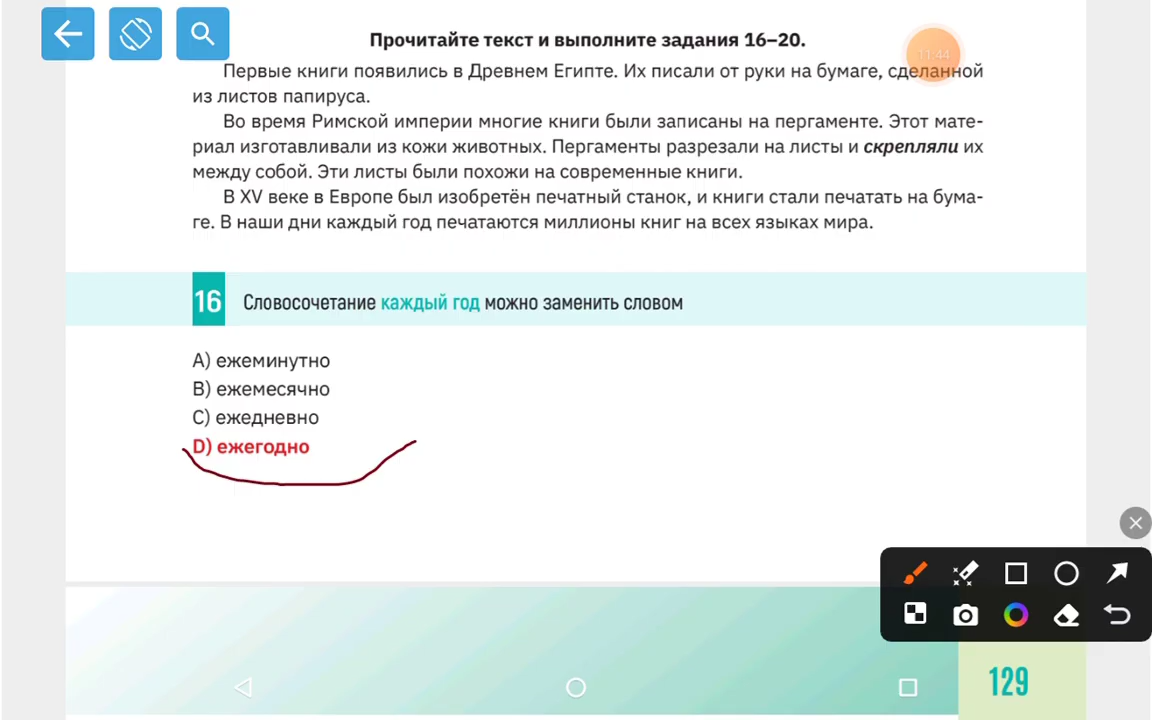 Прочитайте текст и выполните задания 16–20.
11:44
Первые книги появились в Древнем Египте. Их писали от руки на бумаге, сделанной
из листов папируса.
Во время Римской империи многие книги были записаны на пергаменте. Этот мате-
риал изготавливали из кожи животных. Пергаменты разрезали на листы и скрепляли их
между собой. Эти листы были похожи на современные книги.
В XV веке в Европе был изобретён печатный станок, и книги стали печатать на бума-
ге. В наши дни каждый год печатаются миллионы книг на всех языках мира.
16 Словосочетание каждый год можно заменить словом
A) ежеминутно
B) ежемесячно
C) ежедневно
D) ежегодно
129